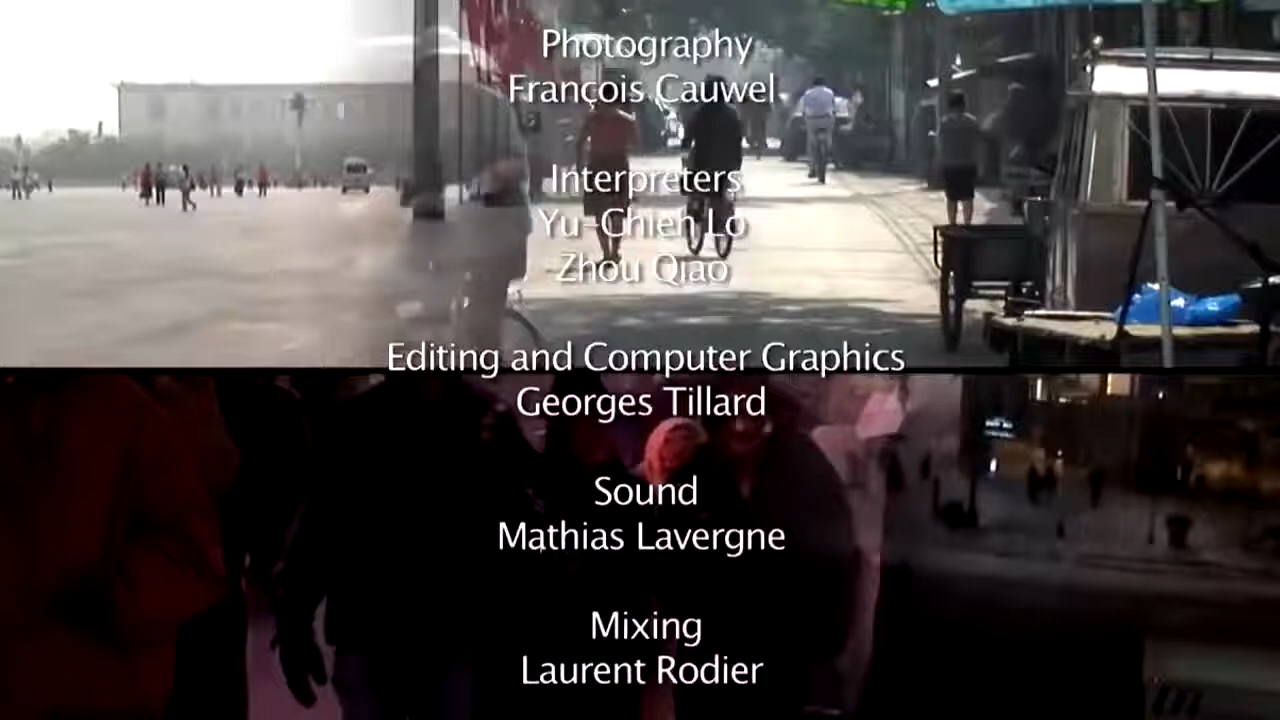 Photography
François Cauwel
Interpreters
Yu-Chieh Lo
Zhou Qiao
Editing and Computer Graphics
Georges Tillard
Sound
Mathias Lavergne
Mixing
Laurent Rodier